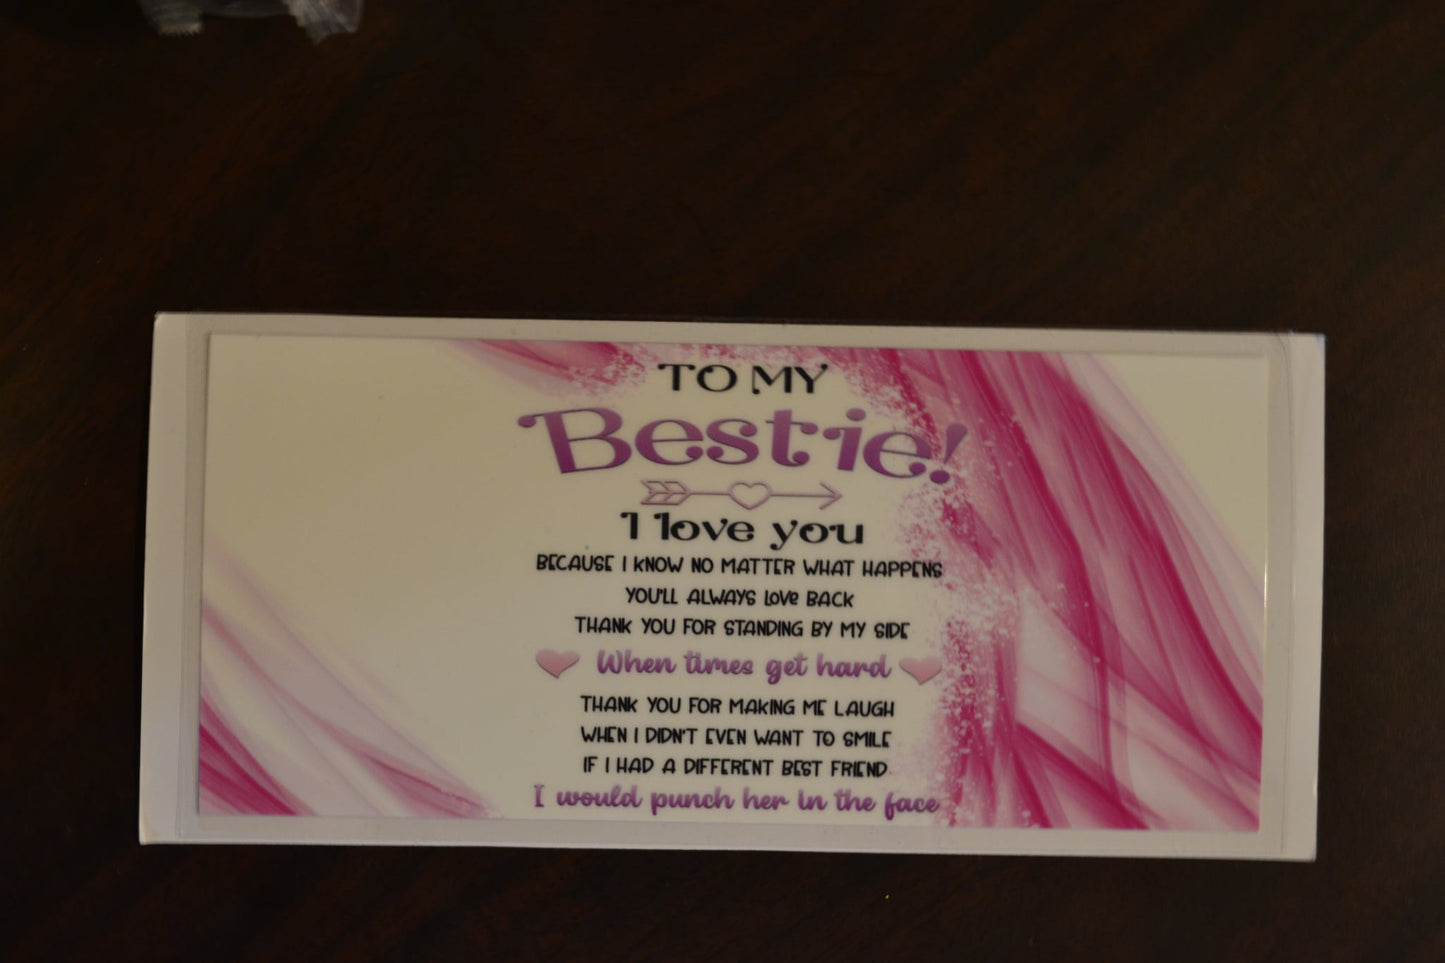 TO MY
Bestie!
I love you
BECAUSE I KNOW NO MATTER WHAT HAPPENS
YOU'LL ALWAYS LOVE BACK
THANK YOU FOR STANDING BY MY SIDE
When times get hard
THANK YOU FOR MAKING ME LAUGH
WHEN I DIDN'T EVEN WANT TO SMILE
IF I HAD A DIFFERENT BEST FRIEND
I would punch her in the face